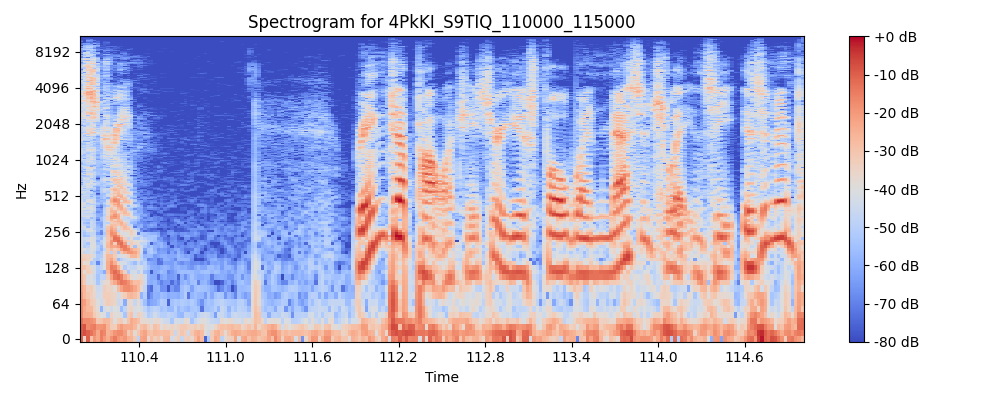 Spectrogram for 4PkKI_S9TIQ_110000_115000
8192
4096
2048
1024
512
256
128
64
0
Hz
110.4 111.0 111.6 112.2 112.8 113.4 114.0 114.6
Time
+0 dB
-10 dB
-20 dB
-30 dB
-40 dB
-50 dB
-60 dB
-70 dB
-80 dB